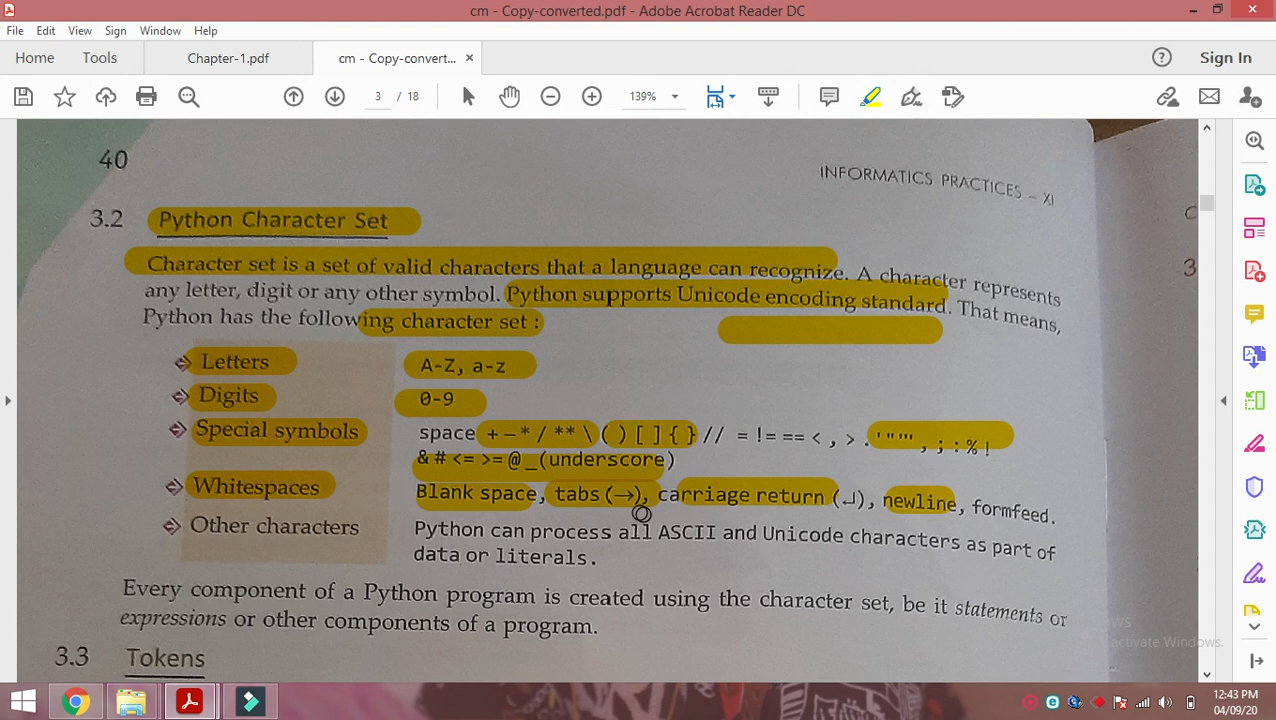 cm - Copy-converted.pdf - Adobe Acrobat Reader DC
File Edit View Sign Window Help
Home Tools Chapter-1.pdf cm - Copy-convert... × Sign In
3 / 18 139%
40
INFORMATICS PRACTICES – XI
3.2 Python Character Set
Character set is a set of valid characters that a language can recognize. A character represents
any letter, digit or any other symbol. Python supports Unicode encoding standard. That means,
Python has the following character set :
Letters A-Z, a-z
Digits 0-9
Special symbols space + – * / ** \ ( ) [ ] { } // = != == < , > . ' " ''' , ; : % !
& # <= >= @ _(underscore)
Whitespaces Blank space, tabs (→), carriage return (↵), newline, formfeed.
Other characters Python can process all ASCII and Unicode characters as part of
data or literals.
Every component of a Python program is created using the character set, be it statements or
expressions or other components of a program.
3.3 Tokens
activate Windows.
12:43 PM
04/09/20